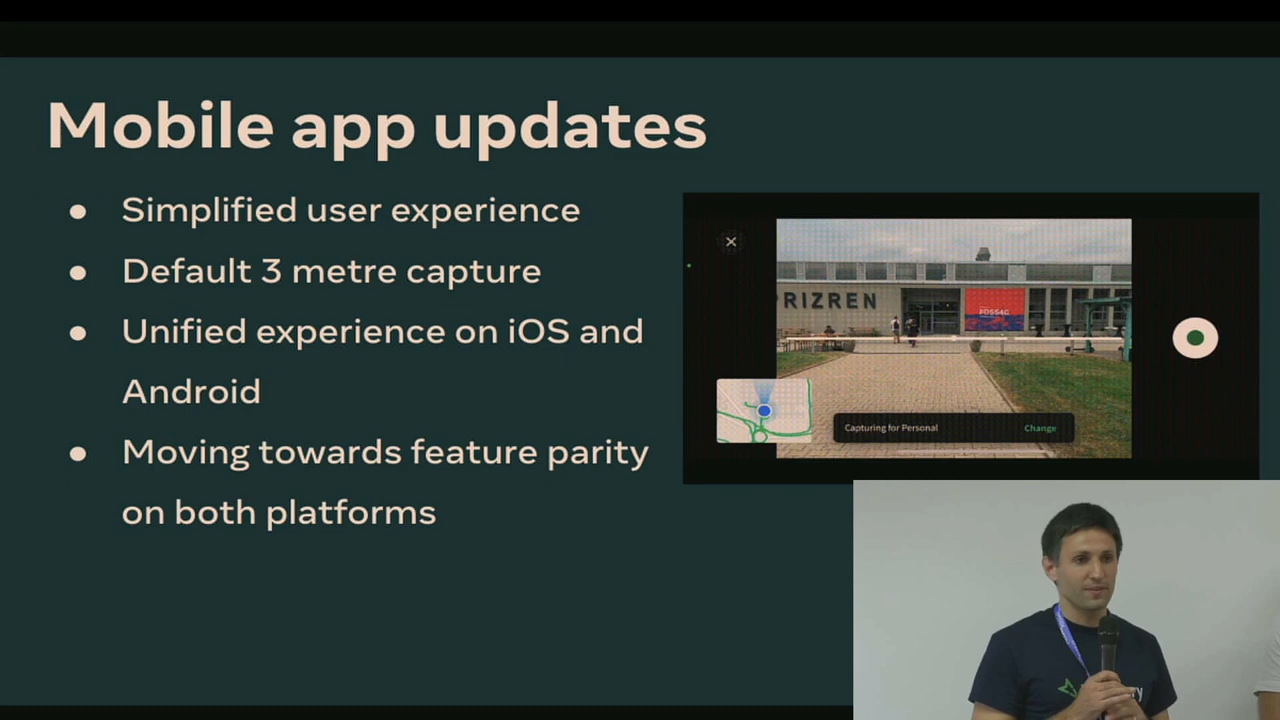 Mobile app updates
● Simplified user experience
● Default 3 metre capture
● Unified experience on iOS and
Android
● Moving towards feature parity
on both platforms
PRIZREN
FOSS4G
Capturing for Personal
Change